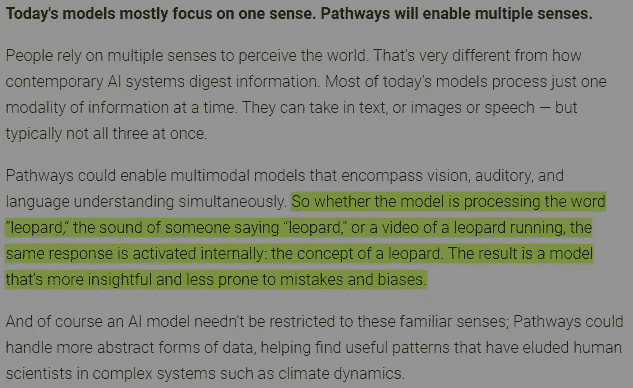 Today's models mostly focus on one sense. Pathways will enable multiple senses.
People rely on multiple senses to perceive the world. That's very different from how
contemporary AI systems digest information. Most of today's models process just one
modality of information at a time. They can take in text, or images or speech — but
typically not all three at once.
Pathways could enable multimodal models that encompass vision, auditory, and
language understanding simultaneously. So whether the model is processing the word
"leopard," the sound of someone saying "leopard," or a video of a leopard running, the
same response is activated internally: the concept of a leopard. The result is a model
that's more insightful and less prone to mistakes and biases.
And of course an AI model needn't be restricted to these familiar senses; Pathways could
handle more abstract forms of data, helping find useful patterns that have eluded human
scientists in complex systems such as climate dynamics.